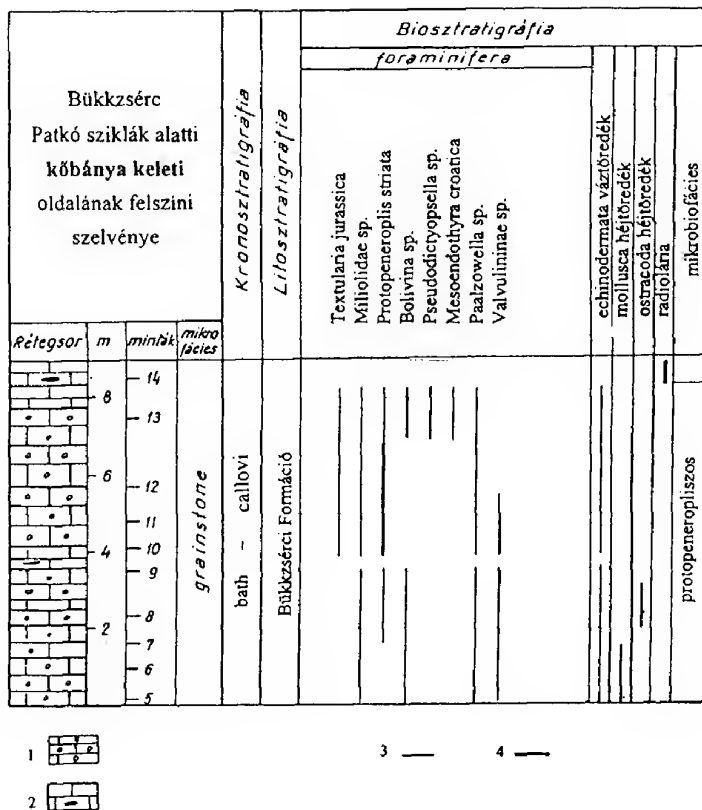 Bükkzsérc
Patkó sziklák alatti
kőbánya keleti
oldalának felszini
szelvénye
Kronosztratigráfia
Litosztratigráfia
Biosztratigráfia
foraminifera
Textularia jurassica
Miliolidae sp.
Protopeneroplis striata
Bolivina sp.
Pseudodictyopsella sp.
Mesoendothyra croatica
Paalzowella sp.
Valvulininae sp.
echinodermata váztöredék
mollusca héjtöredék
ostracoda héjtöredék
radiolária
mikrobiofácies
Rétegsor
m
minták
mikro
fácies
14
8
13
6
12
11
4
10
9
8
2
7
6
5
grainstone
bath ~ callovi
Bükkzsérci Formáció
protopeneropliszos
1
2
3
4